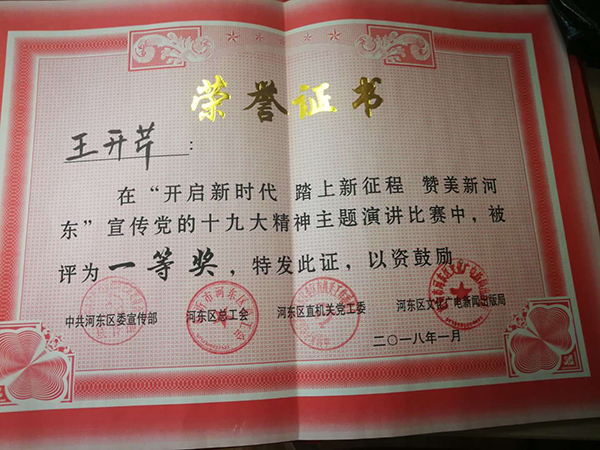 荣誉证书
王开芹：
在“开启新时代 踏上新征程 赞美新河
东”宣传党的十九大精神主题演讲比赛中，被
评为一等奖，特发此证，以资鼓励
中共河东区委宣传部 河东区总工会 河东区直机关党工委 河东区文化广电新闻出版局
二〇一八年一月